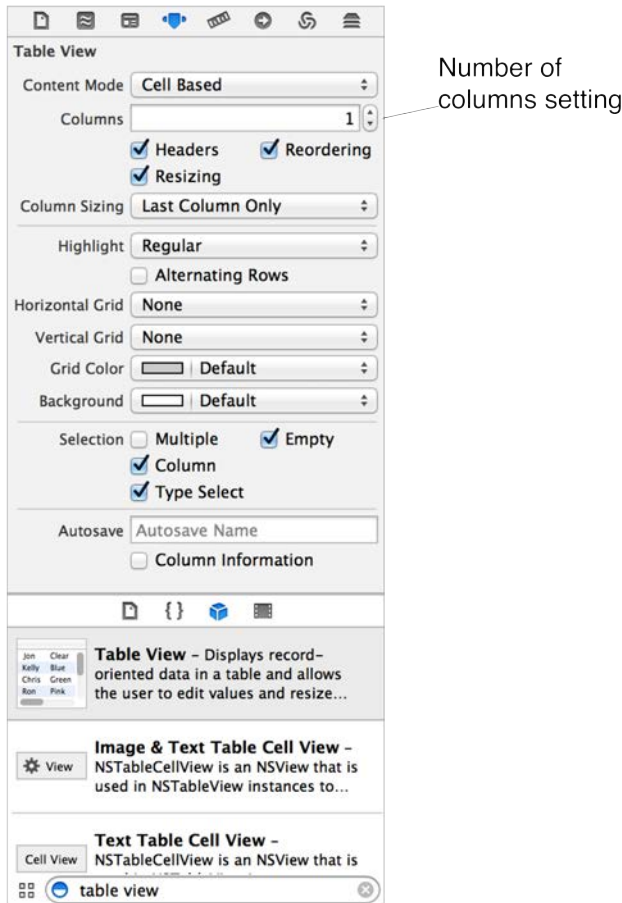 Table View
Content Mode Cell Based
Number of
columns setting
Columns 1
Headers Reordering
Resizing
Column Sizing Last Column Only
Highlight Regular
Alternating Rows
Horizontal Grid None
Vertical Grid None
Grid Color Default
Background Default
Selection Multiple Empty
Column
Type Select
Autosave Autosave Name
Column Information
{ }
Jon Clear
Kelly Blue
Chris Green
Ron Pink
Table View – Displays record-
oriented data in a table and allows
the user to edit values and resize...
View
Image & Text Table Cell View –
NSTableCellView is an NSView that is
used in NSTableView instances to...
Cell View
Text Table Cell View –
NSTableCellView is an NSView that is
table view